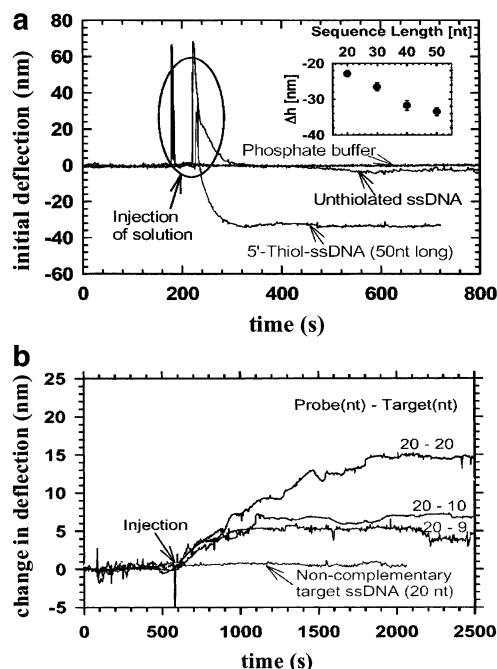 a
Sequence Length [nt]
20 30 40 50
80
60
40
20
0
-20
-40
-60
initial deflection (nm)
Δh [nm]
-20
-30
-40
Phosphate buffer
Unthiolated ssDNA
Injection
of solution
5'-Thiol-ssDNA (50nt long)
0 200 400 600 800
time (s)
b
25
20
15
10
5
0
-5
change in deflection (nm)
Probe(nt) - Target(nt)
20 - 20
20 - 10
20 - 9
Injection
Non-complementary
target ssDNA (20 nt)
0 500 1000 1500 2000 2500
time (s)